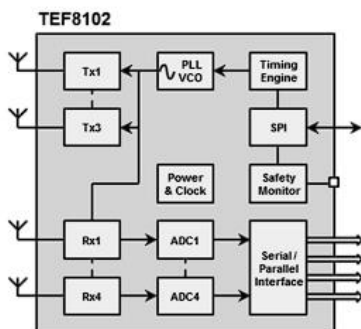 TEF8102
Tx1
PLL
VCO
Timing
Engine
Tx3
SPI
Power
& Clock
Safety
Monitor
Rx1
ADC1
Serial /
Parallel
Interface
Rx4
ADC4